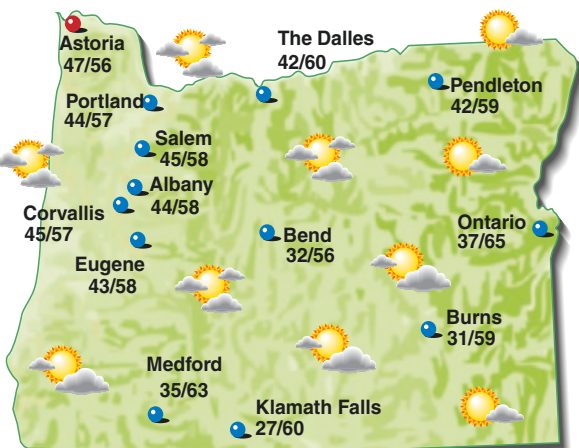 Astoria
47/56
The Dalles
42/60
Pendleton
42/59
Portland
44/57
Salem
45/58
Albany
44/58
Corvallis
45/57
Eugene
43/58
Bend
32/56
Ontario
37/65
Burns
31/59
Medford
35/63
Klamath Falls
27/60